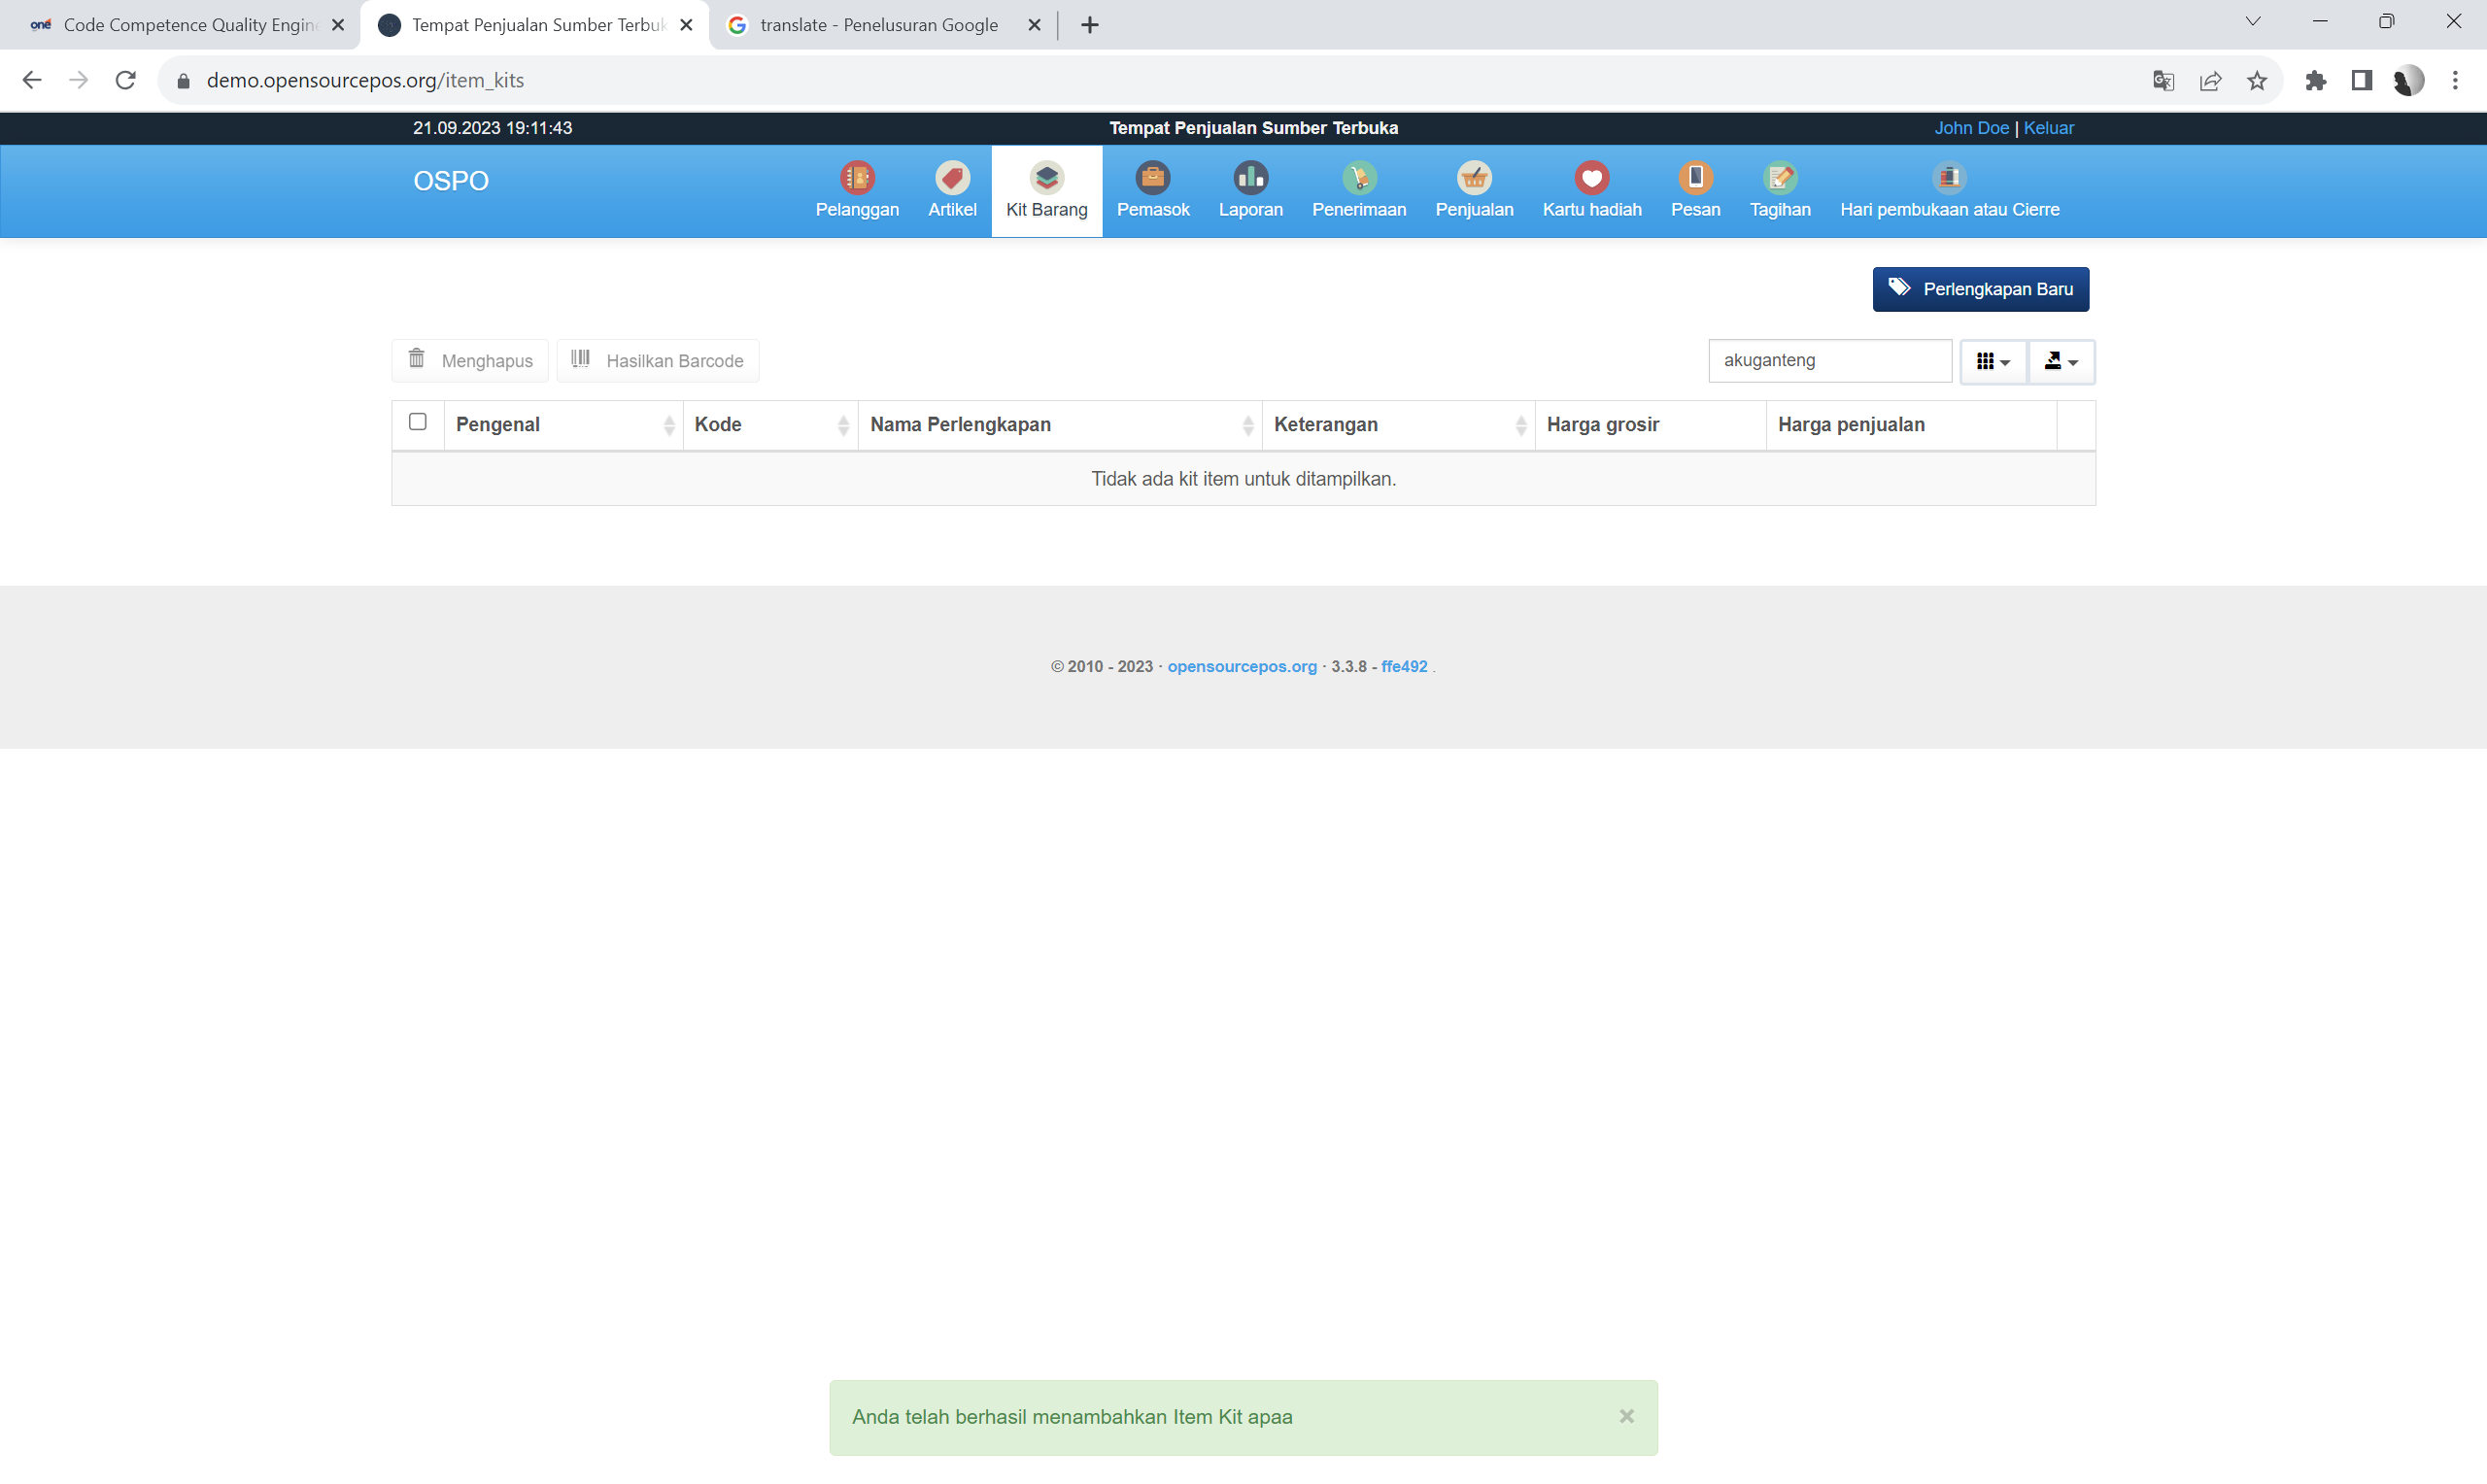 one Code Competence Quality Engine
Tempat Penjualan Sumber Terbuk
translate - Penelusuran Google
demo.opensourcepos.org/item_kits
21.09.2023 19:11:43
Tempat Penjualan Sumber Terbuka
John Doe | Keluar
OSPO
Pelanggan
Artikel
Kit Barang
Pemasok
Laporan
Penerimaan
Penjualan
Kartu hadiah
Pesan
Tagihan
Hari pembukaan atau Cierre
Perlengkapan Baru
Menghapus
Hasilkan Barcode
akuganteng
Pengenal
Kode
Nama Perlengkapan
Keterangan
Harga grosir
Harga penjualan
Tidak ada kit item untuk ditampilkan.
© 2010 - 2023 · opensourcepos.org · 3.3.8 - ffe492 .
Anda telah berhasil menambahkan Item Kit apaa